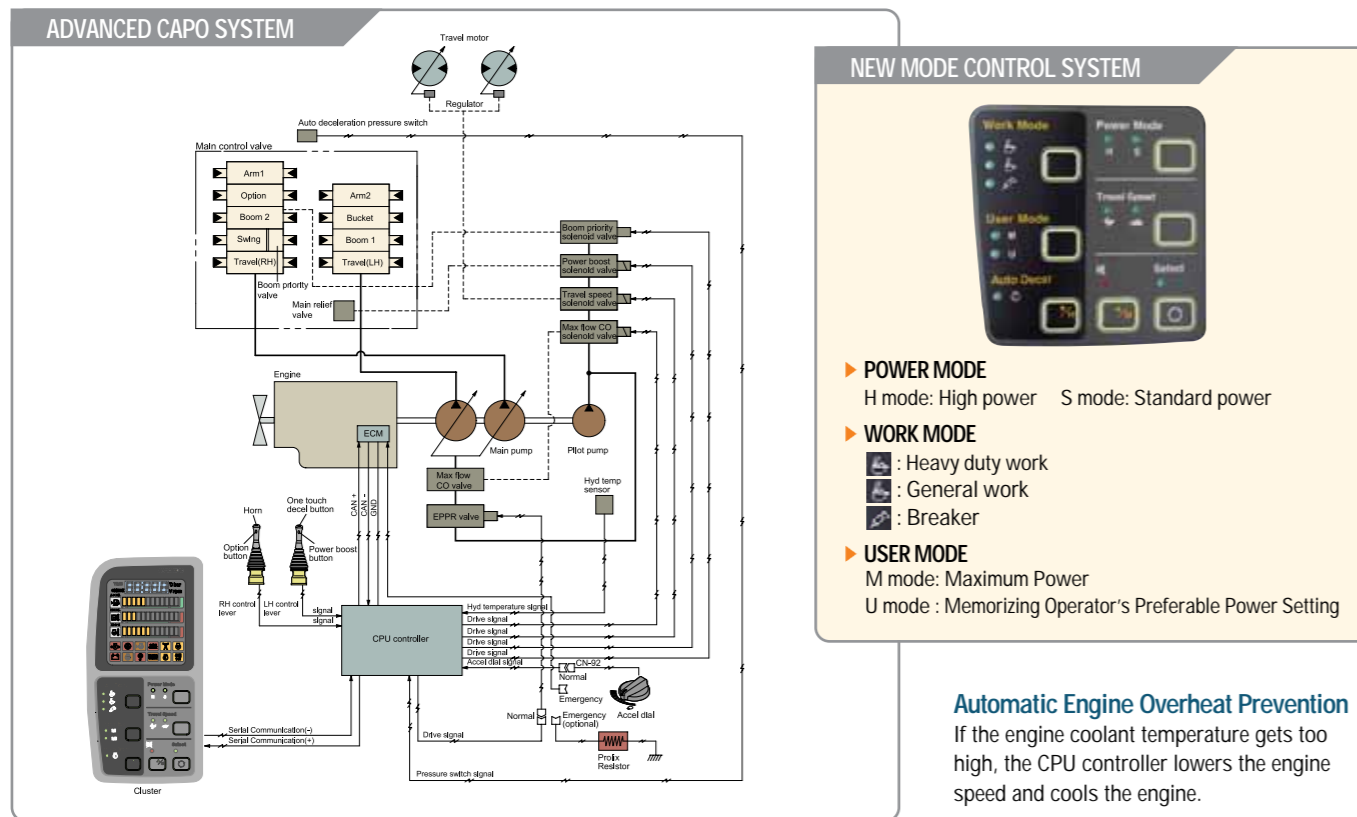 ADVANCED CAPO SYSTEM
Travel motor
Regulator
Auto deceleration pressure switch
Main control valve
Arm1
Option
Boom 2
Swing
Travel(RH)
Arm2
Bucket
Boom 1
Travel(LH)
Boom priority
valve
Main relief
valve
Boom priority
solenoid valve
Power boost
solenoid valve
Travel speed
solenoid valve
Max flow CO
solenoid valve
Engine
ECM
Main pump
Pilot pump
Max flow
CO valve
Hyd temp
sensor
EPPR valve
CAN +
CAN -
GND
Horn
One touch
decel button
Option
button
Power boost
button
RH control
lever
LH control
lever
signal
signal
CPU controller
Hyd temperature signal
Drive signal
Drive signal
Drive signal
Drive signal
Accel dial signal
CN-92
Normal
Emergency
Accel dial
Normal
Emergency
(optional)
Drive signal
Prolix
Resistor
Pressure switch signal
Serial Communication(-)
Serial Communication(+)
Power Mode
Travel Speed
Select
Cluster
NEW MODE CONTROL SYSTEM
Work Mode
Power Mode
H S
Travel Speed
User Mode
M
U
Auto Decel
Select
POWER MODE
H mode: High power S mode: Standard power
WORK MODE
: Heavy duty work
: General work
: Breaker
USER MODE
M mode: Maximum Power
U mode : Memorizing Operator's Preferable Power Setting
Automatic Engine Overheat Prevention
If the engine coolant temperature gets too
high, the CPU controller lowers the engine
speed and cools the engine.